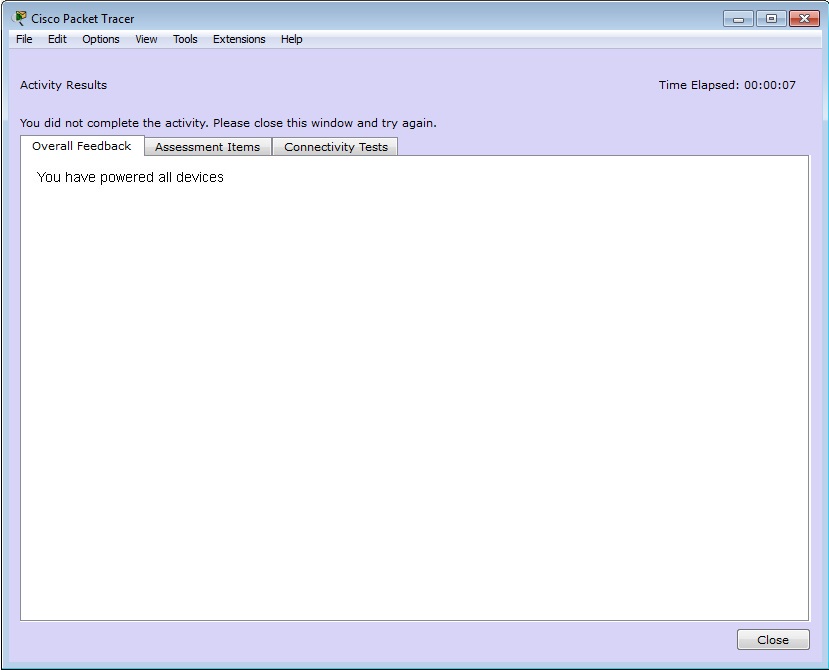 Cisco Packet Tracer
File Edit Options View Tools Extensions Help
Activity Results
Time Elapsed: 00:00:07
You did not complete the activity. Please close this window and try again.
Overall Feedback Assessment Items Connectivity Tests
You have powered all devices
Close